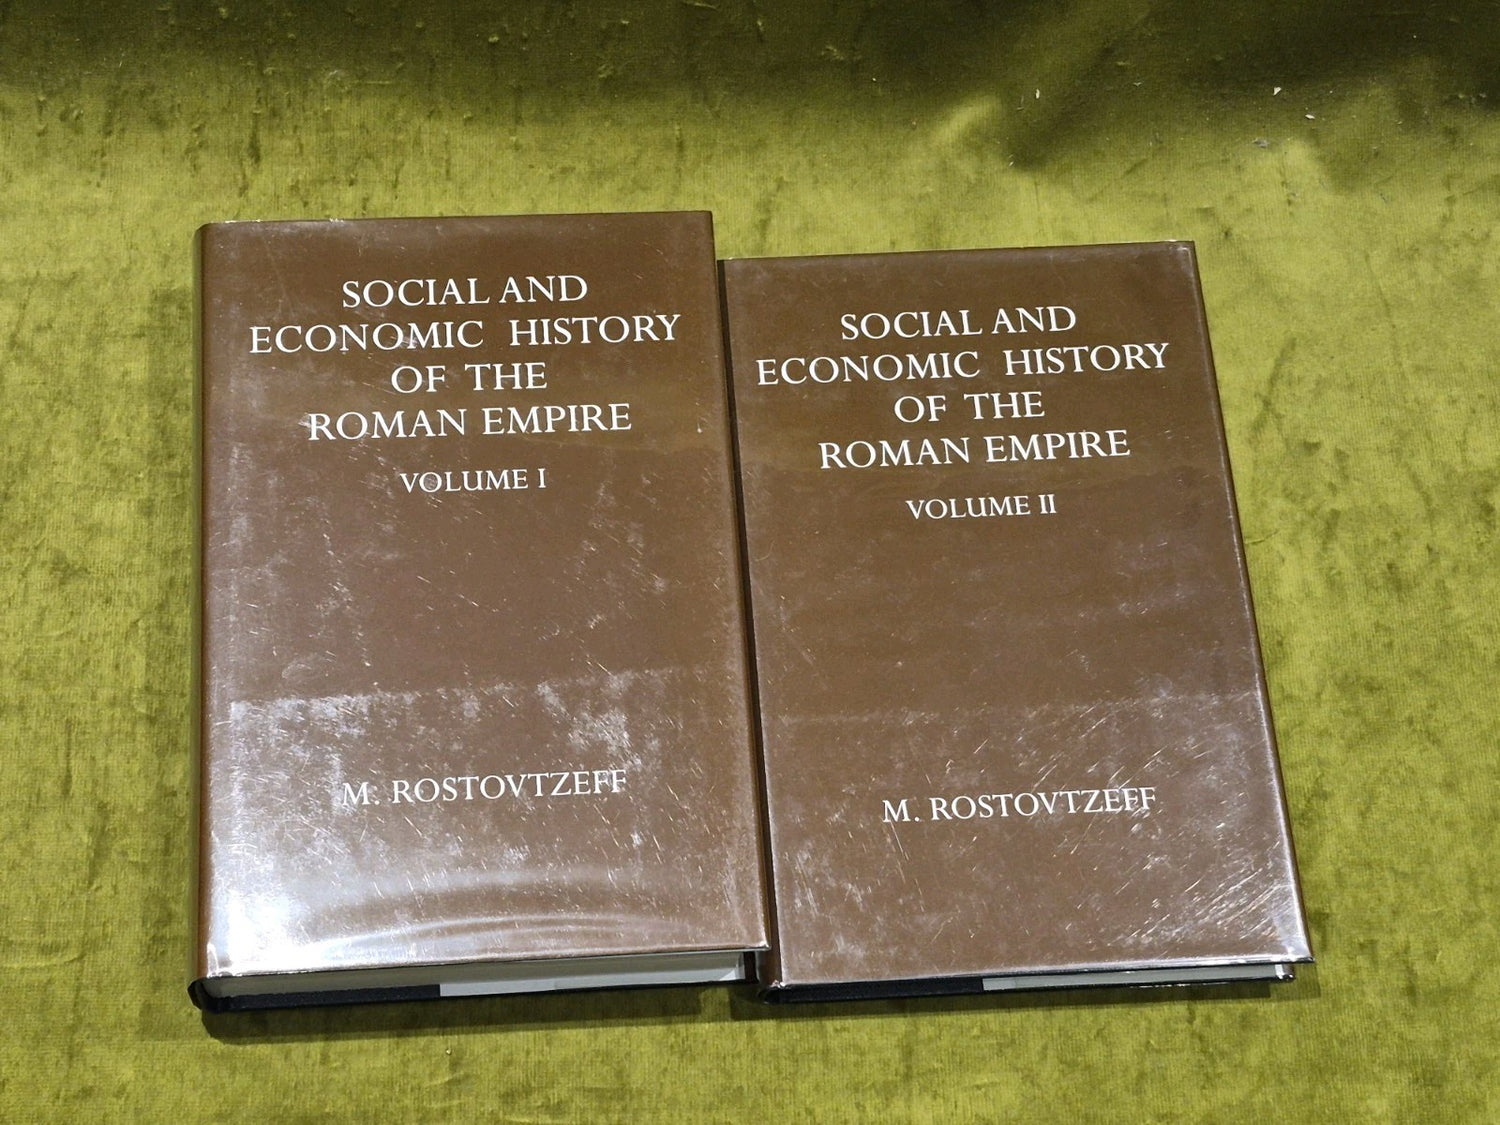 SOCIAL AND
ECONOMIC HISTORY
OF THE
ROMAN EMPIRE
VOLUME I
M. ROSTOVTZEFF
SOCIAL AND
ECONOMIC HISTORY
OF THE
ROMAN EMPIRE
VOLUME II
M. ROSTOVTZEFF